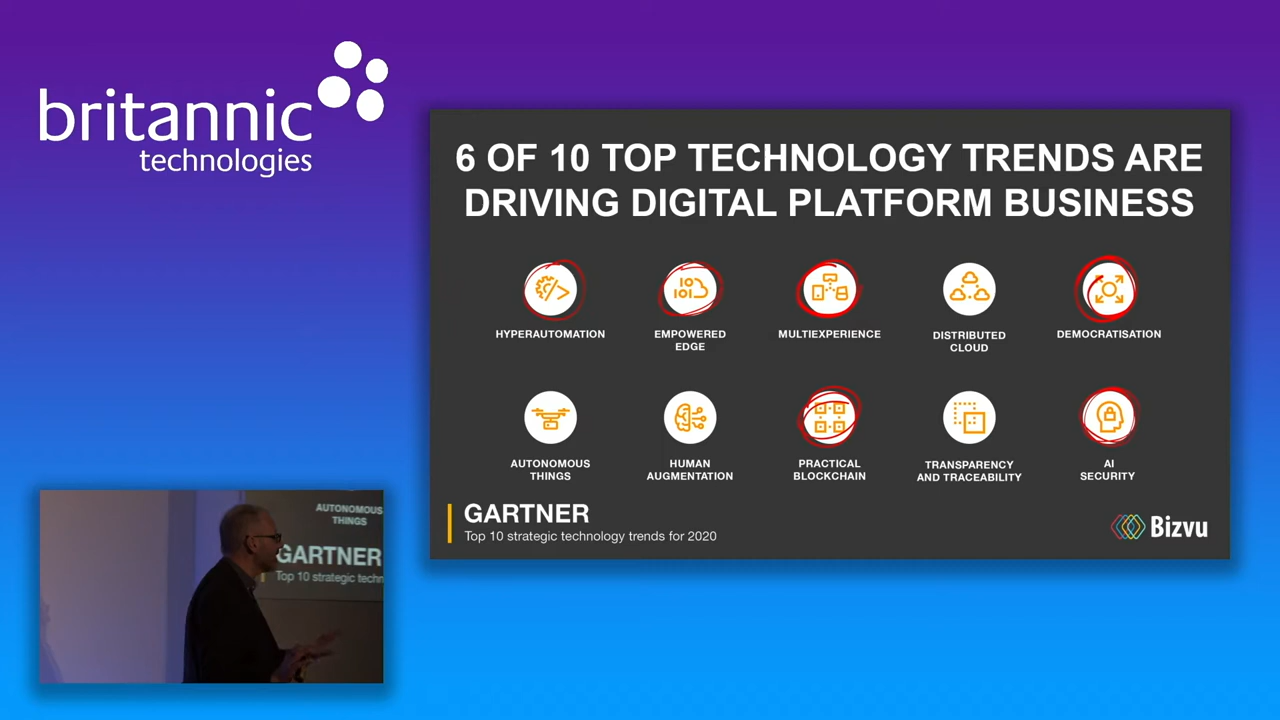 britannic
technologies
6 OF 10 TOP TECHNOLOGY TRENDS ARE
DRIVING DIGITAL PLATFORM BUSINESS
HYPERAUTOMATION
EMPOWERED
EDGE
MULTIEXPERIENCE
DISTRIBUTED
CLOUD
DEMOCRATISATION
AUTONOMOUS
THINGS
HUMAN
AUGMENTATION
PRACTICAL
BLOCKCHAIN
TRANSPARENCY
AND TRACEABILITY
AI
SECURITY
GARTNER
Top 10 strategic technology trends for 2020
Bizvu
AUTONOMOUS
THINGS
GARTNER
Top 10 strategic techn